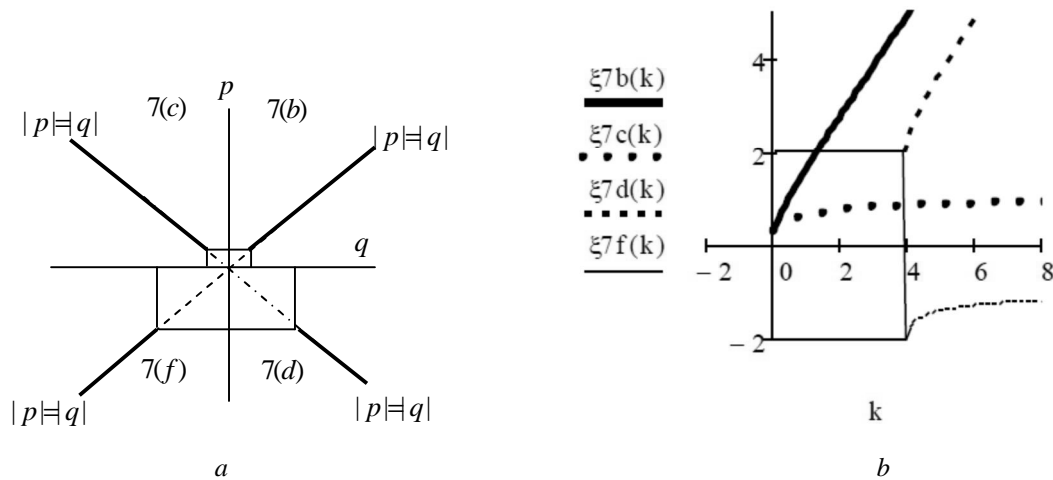 p
7(c)
7(b)
|p|=|q|
|p|=|q|
q
7(f)
7(d)
|p|=|q|
|p|=|q|
a
ξ7b(k)
ξ7c(k)
ξ7d(k)
ξ7f(k)
4
2
−2
−2
0
2
4
6
8
k
b